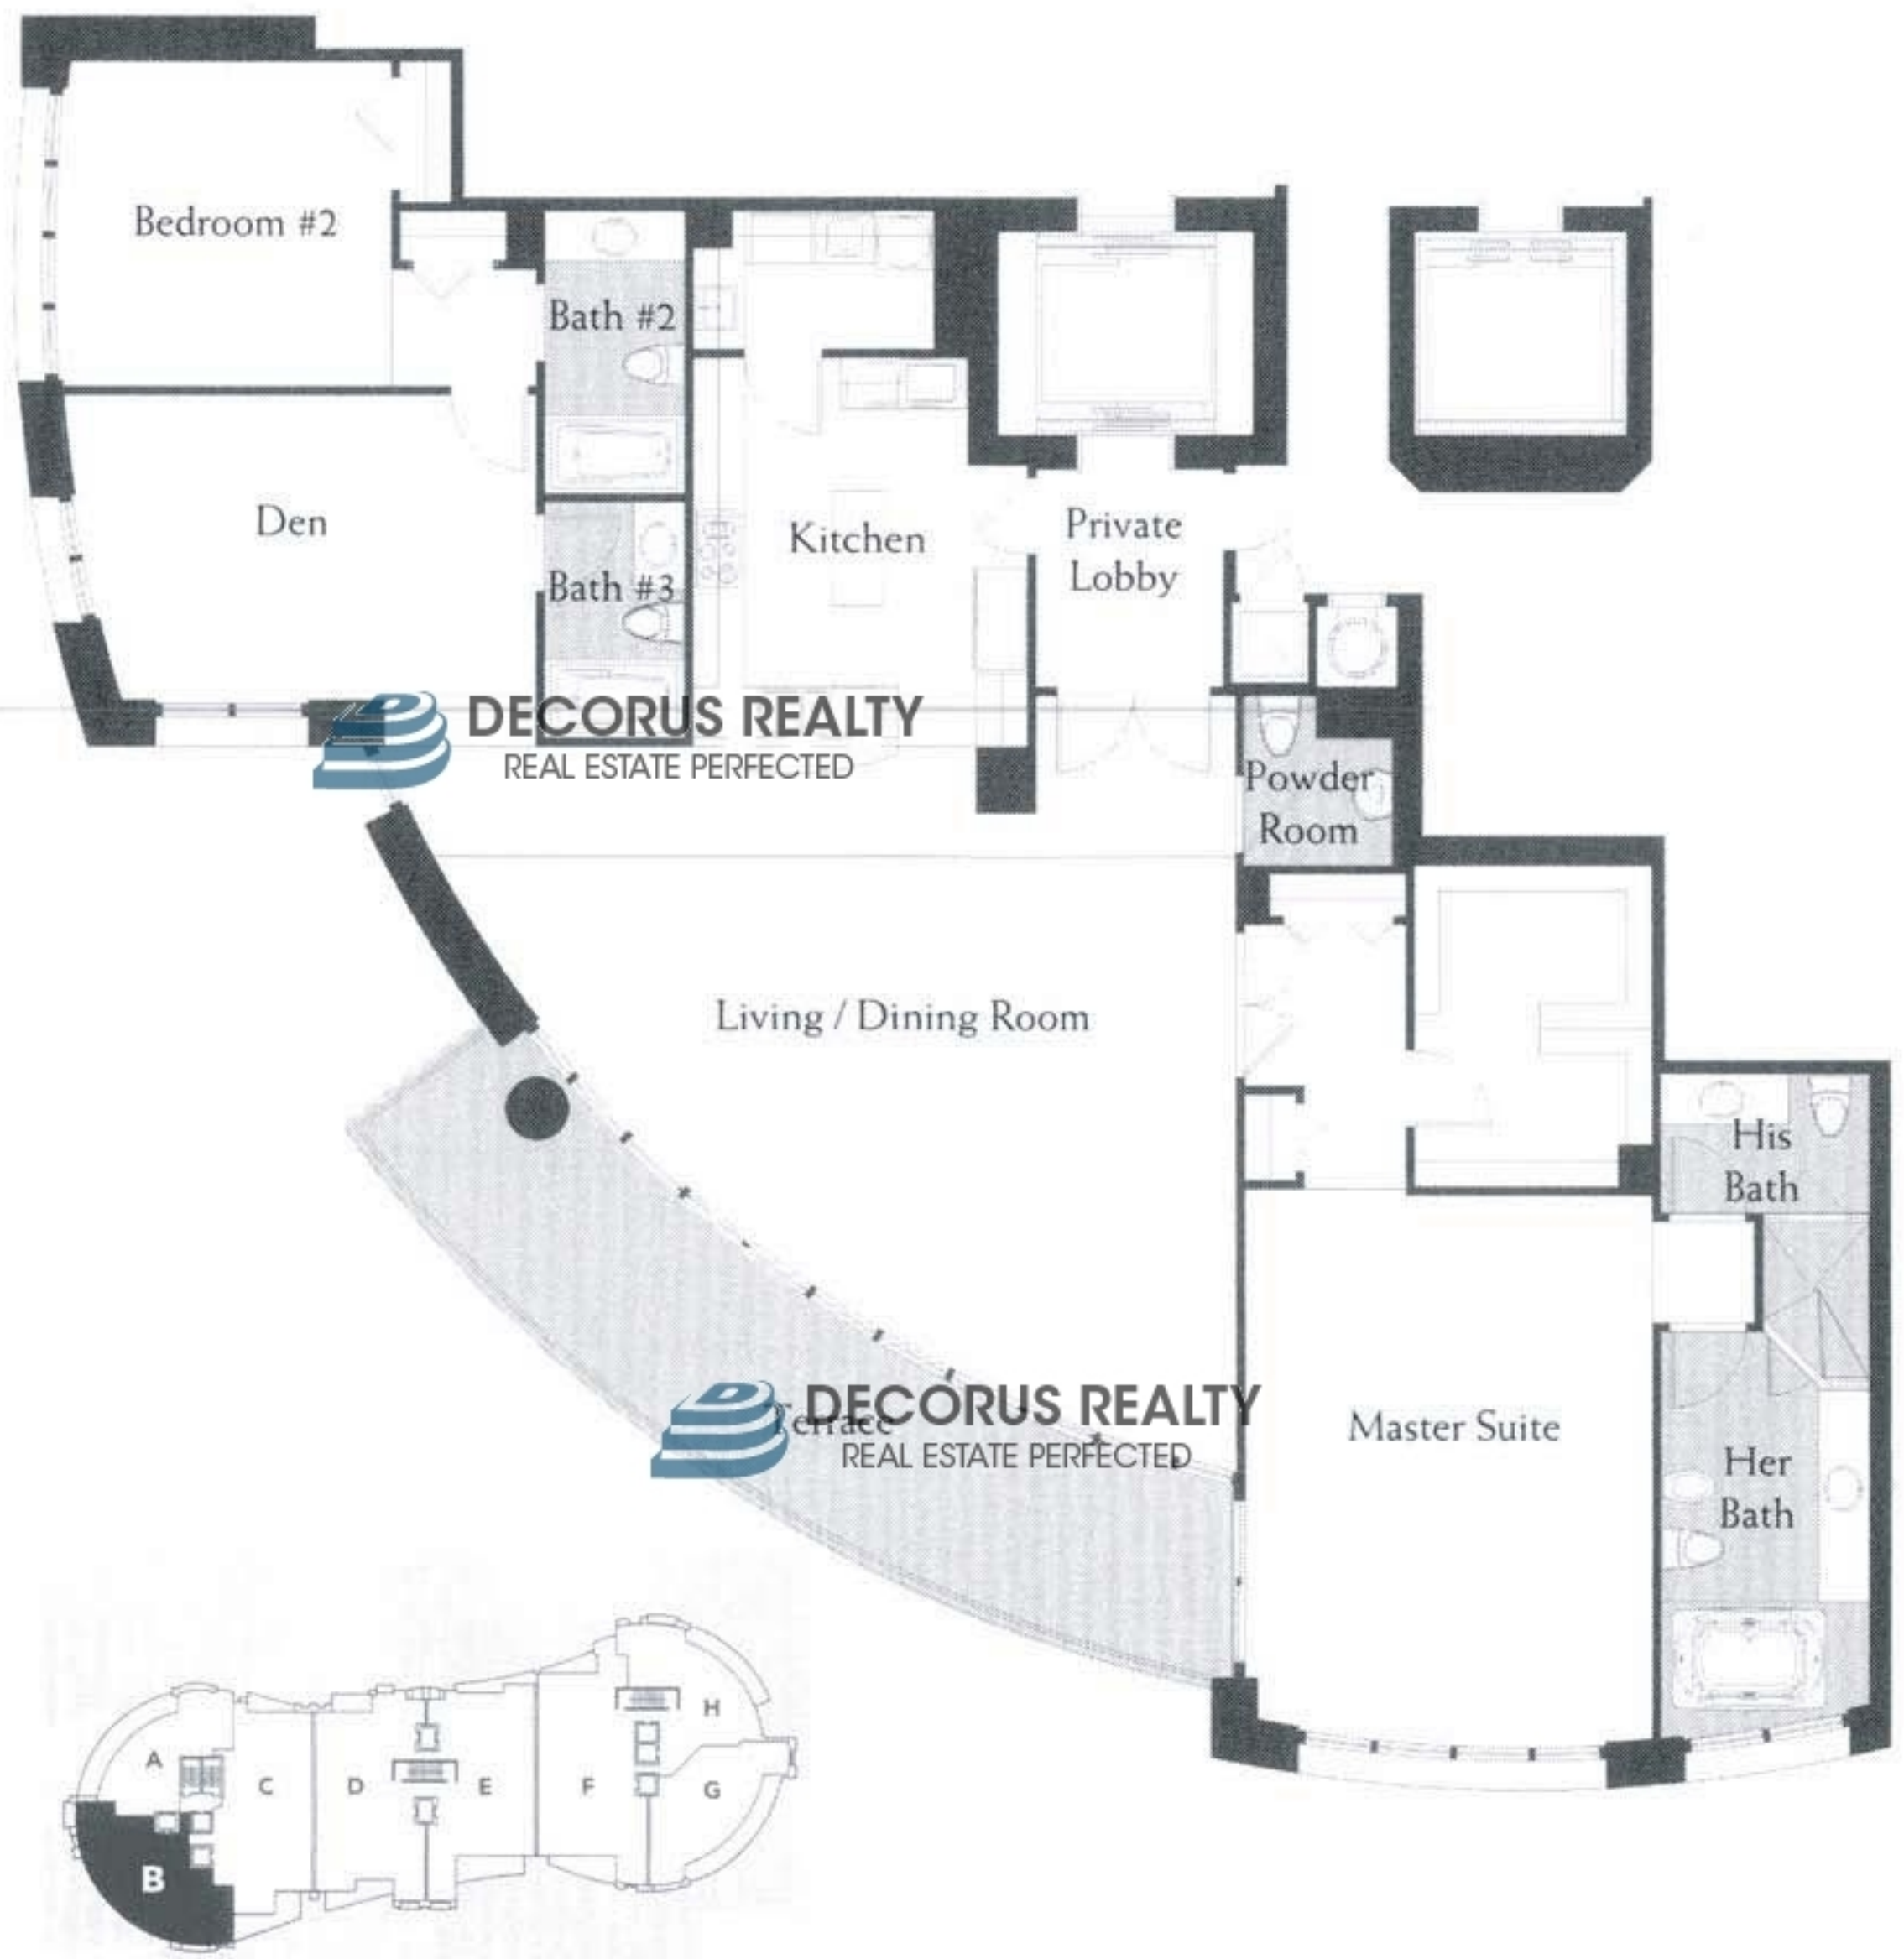 Bedroom #2
Bath #2
Den
Kitchen
Private
Lobby
Bath #3
DECORUS REALTY
REAL ESTATE PERFECTED
Powder
Room
Living / Dining Room
His
Bath
Terrace
DECORUS REALTY
REAL ESTATE PERFECTED
Master Suite
Her
Bath
A
B
C
D
E
F
G
H